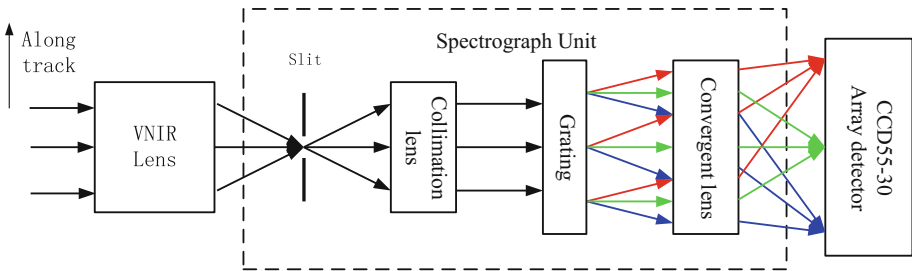 Along
track
VNIR
Lens
Spectrograph Unit
Slit
Collimation
lens
Grating
Convergent lens
CCD55-30
Array detector